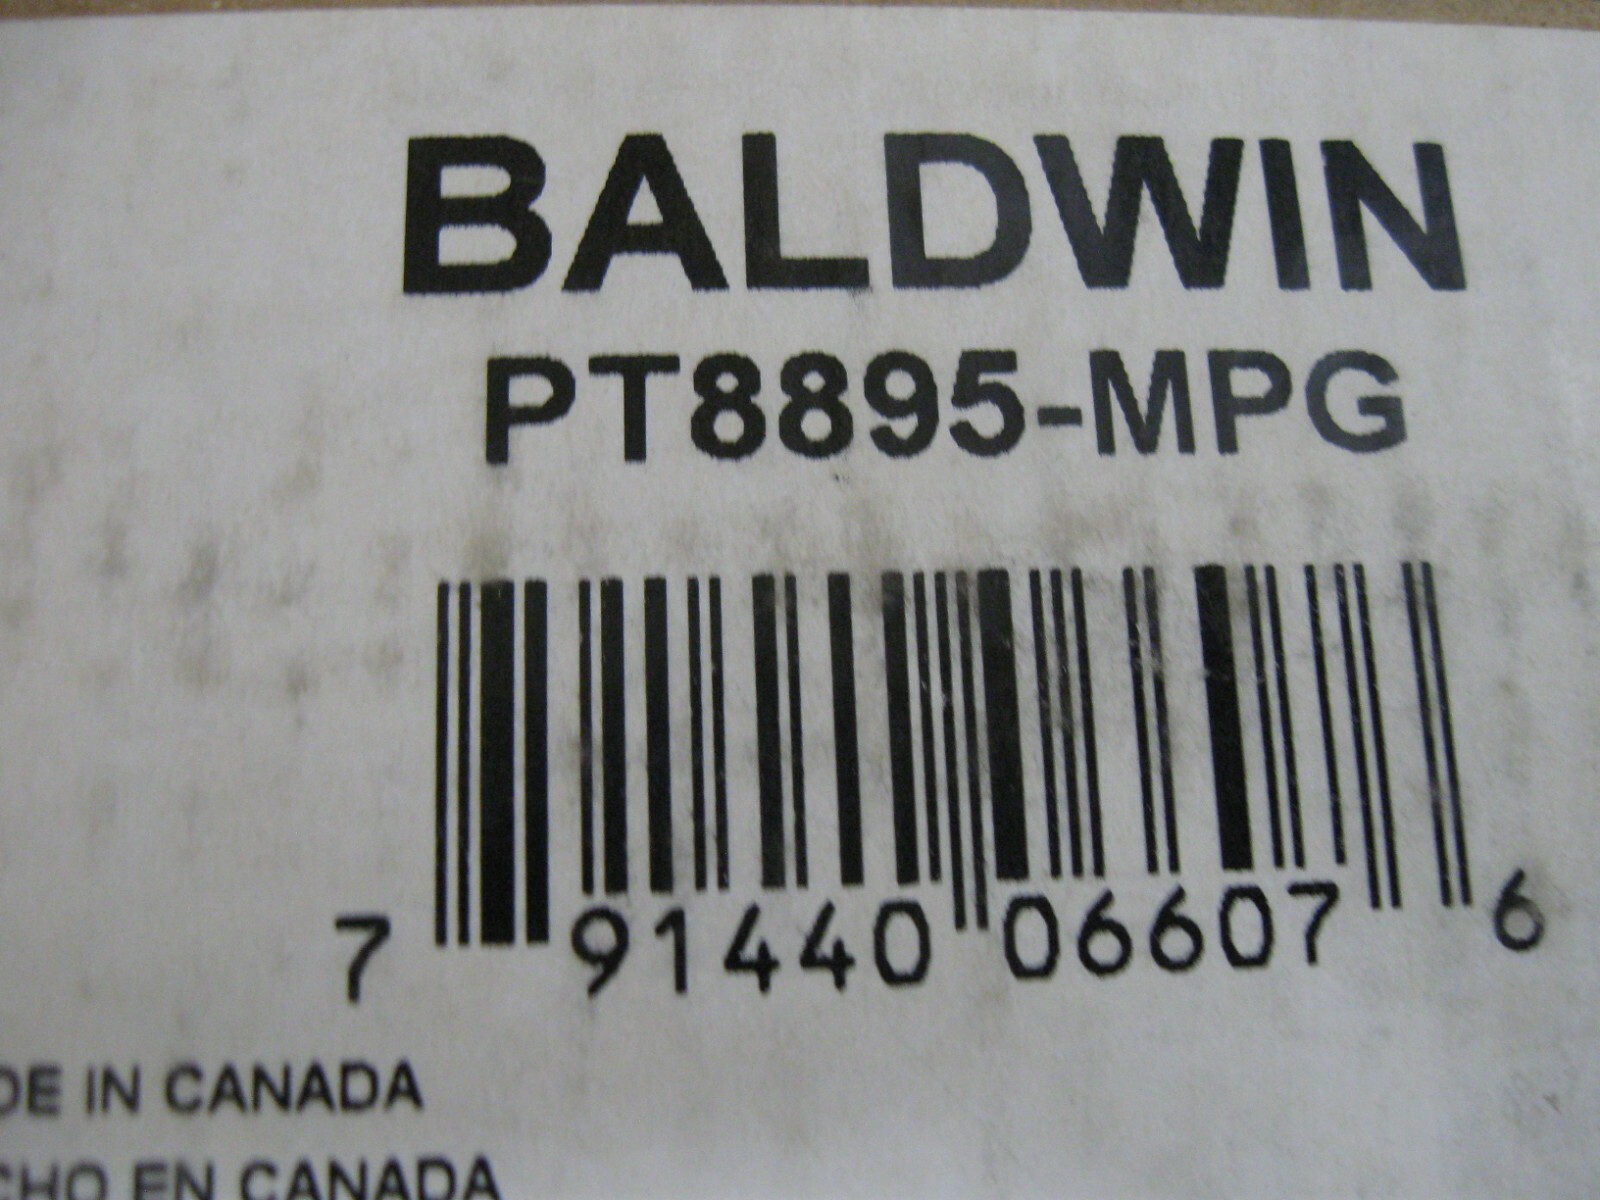 BALDWIN
PT8895-MPG
7 91440 06607 6
DE IN CANADA
CHO EN CANADA